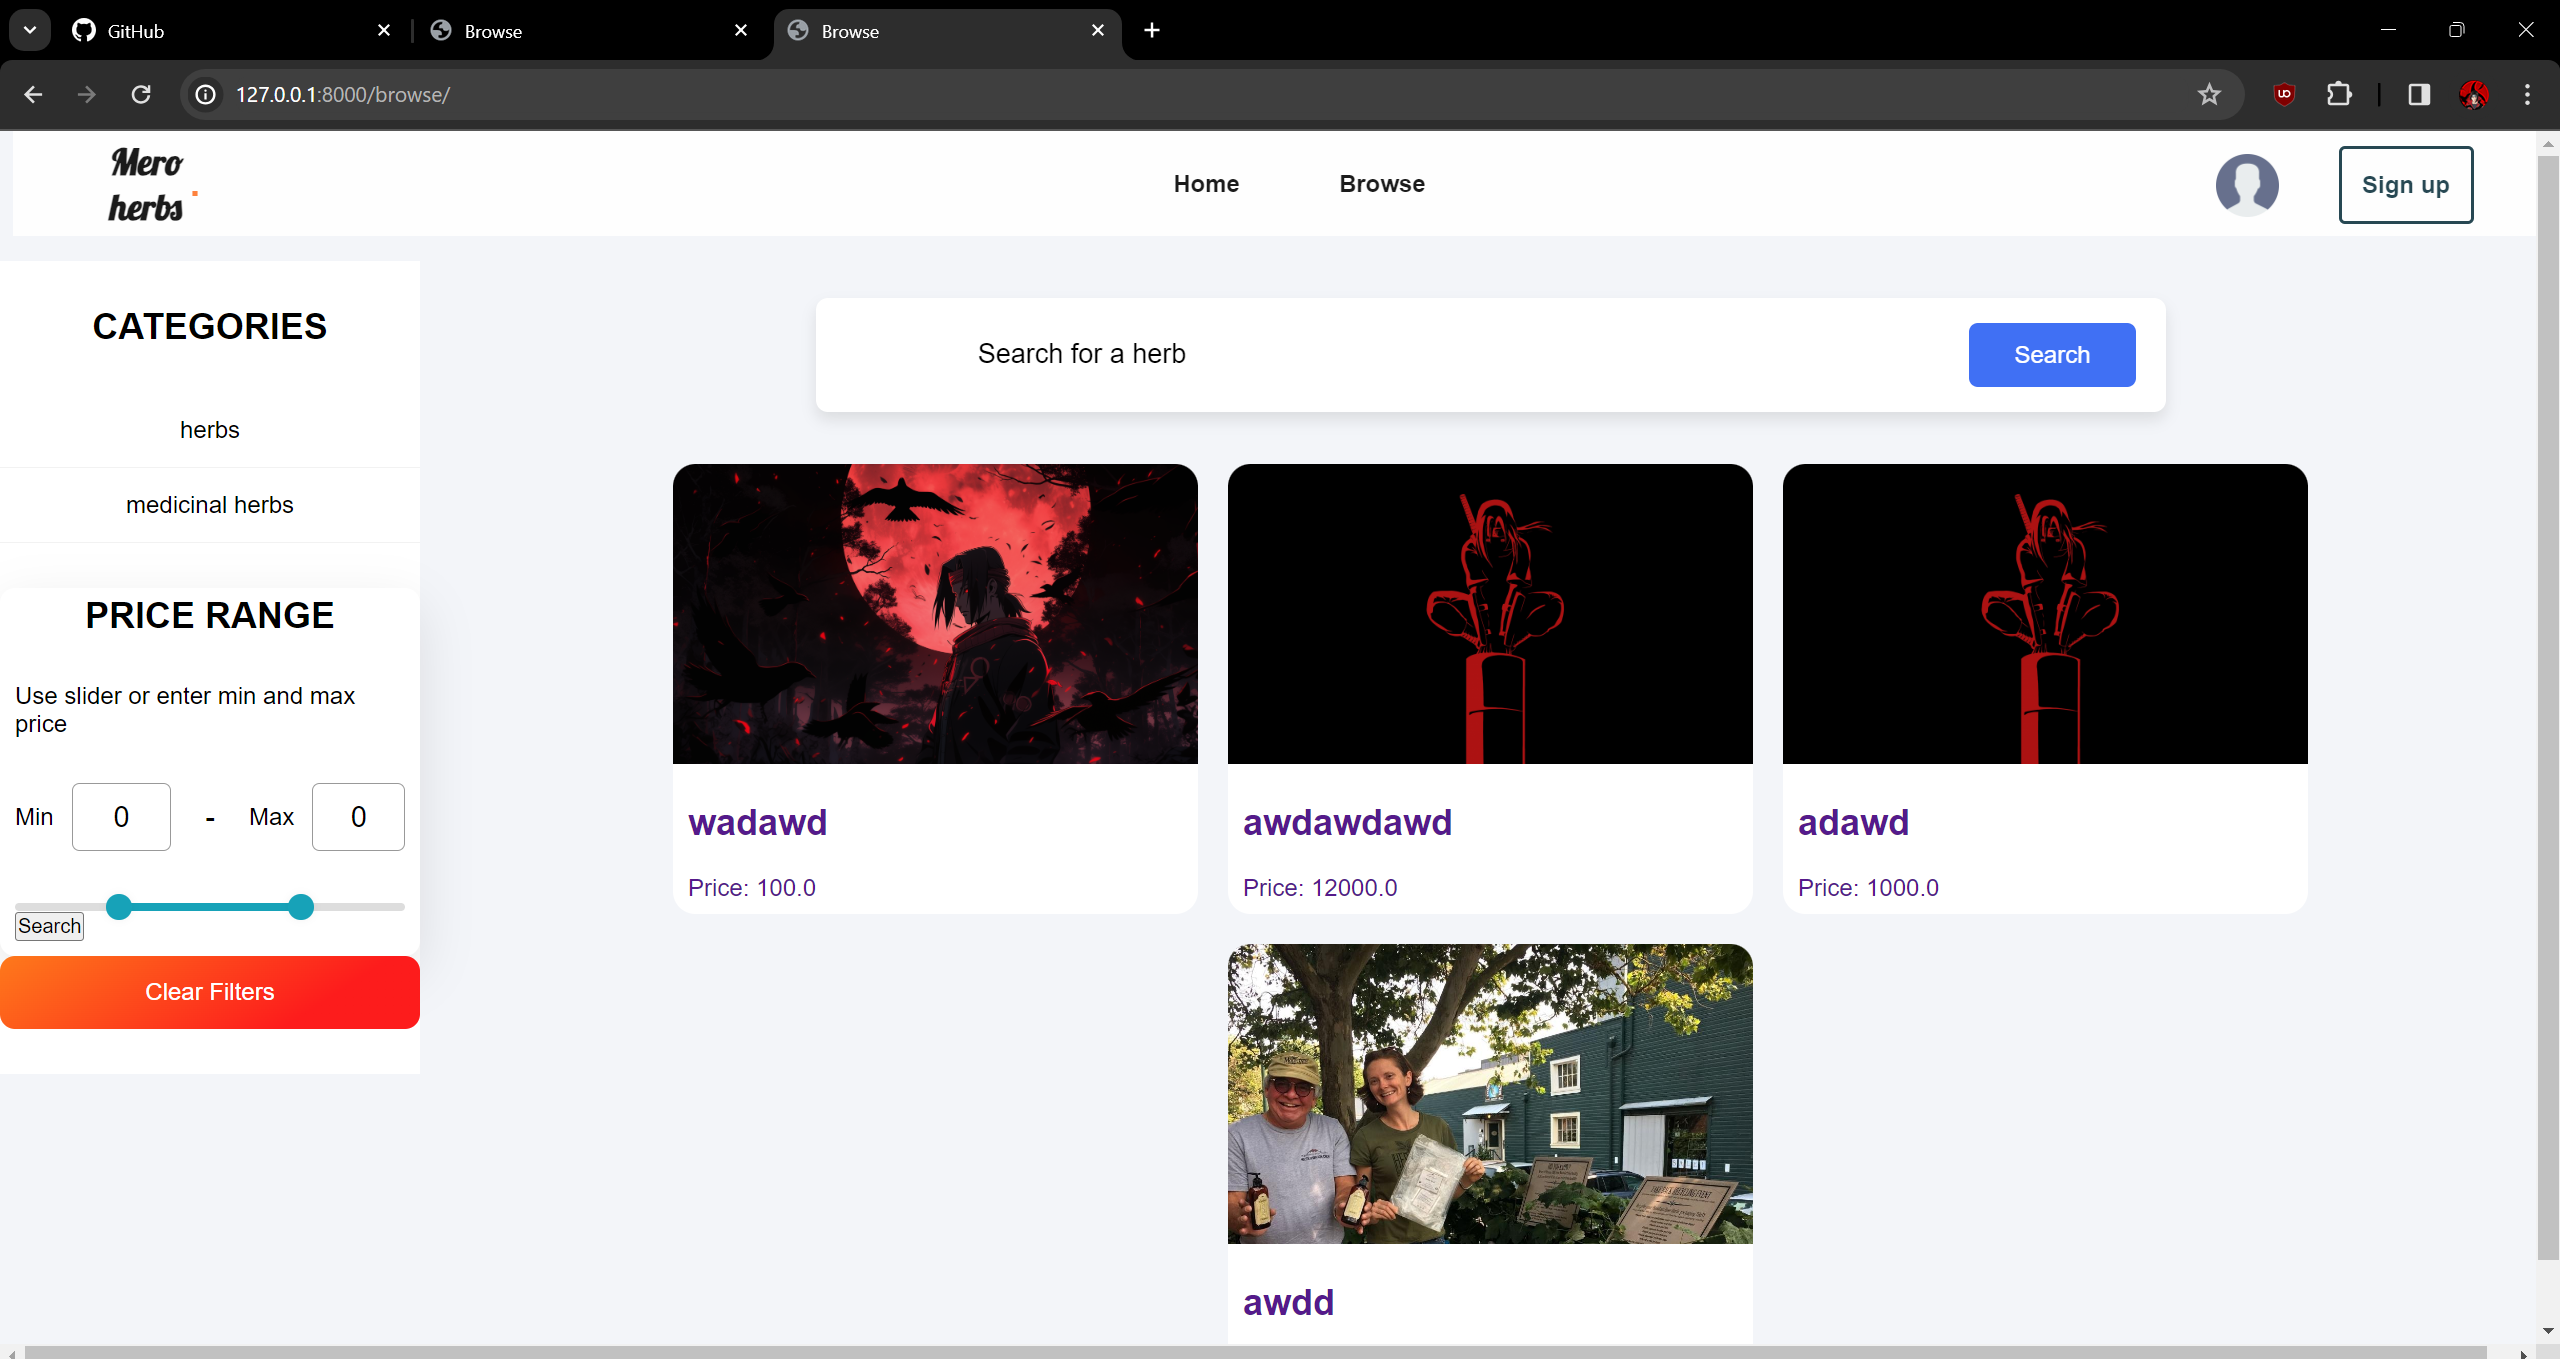 GitHub
Browse
Browse
127.0.0.1:8000/browse/
Mero
herbs
Home
Browse
Sign up
CATEGORIES
herbs
medicinal herbs
PRICE RANGE
Use slider or enter min and max
price
Min
0
-
Max
0
Search
Clear Filters
Search for a herb
Search
wadawd
Price: 100.0
awdawdawd
Price: 12000.0
adawd
Price: 1000.0
awdd